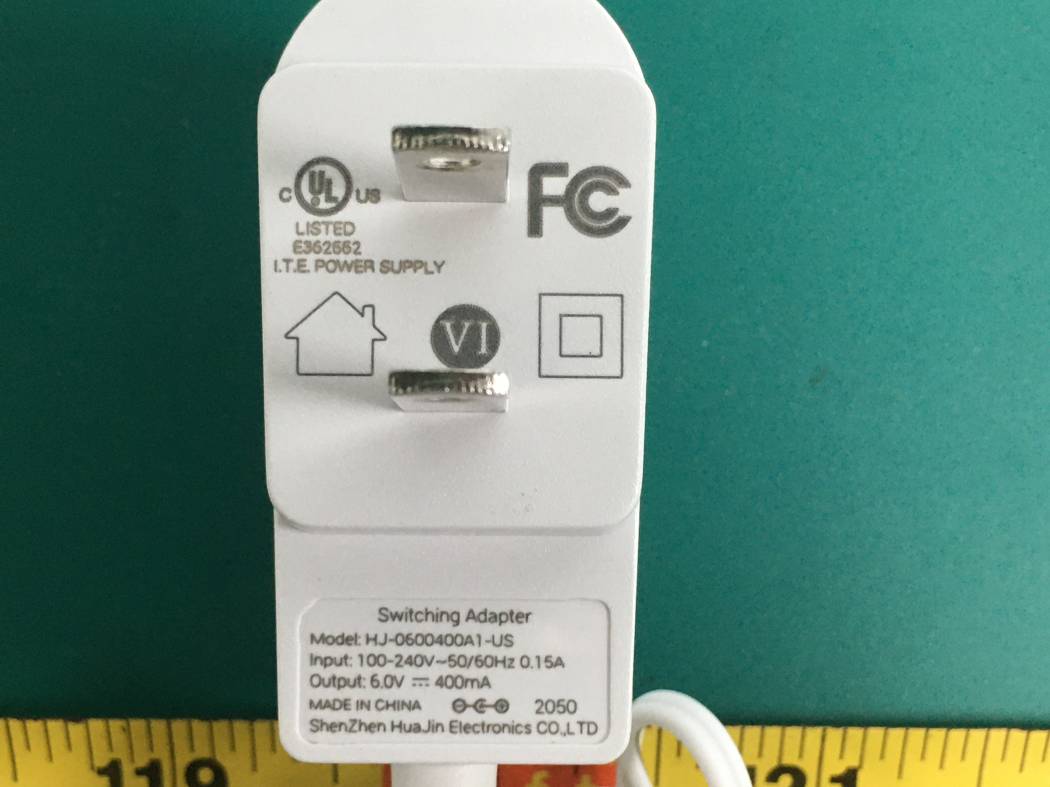 C UL US
FC
LISTED
E362662
I.T.E. POWER SUPPLY
VI
Switching Adapter
Model: HJ-0600400A1-US
Input: 100-240V~50/60Hz 0.15A
Output: 6.0V ⎓ 400mA
MADE IN CHINA 2050
ShenZhen HuaJin Electronics CO.,LTD
119 ft 121